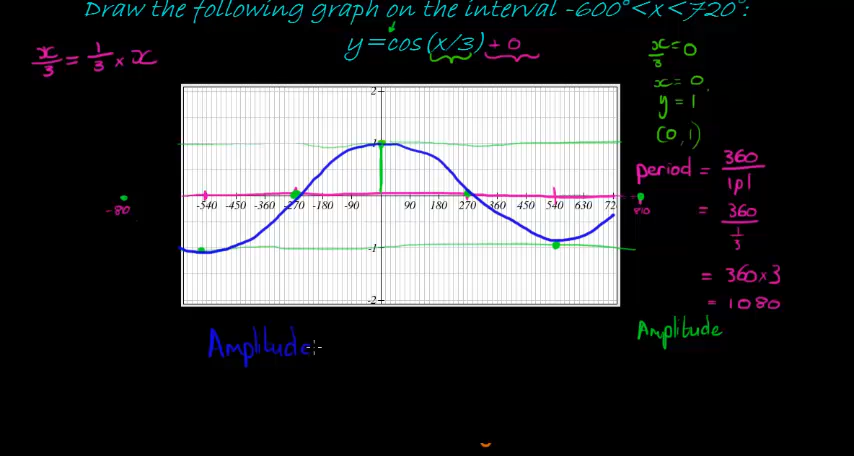 Draw the following graph on the interval -600°<x<720°:
y=cos(x/3) + 0
x/3 = 1/3 × x
x/3 = 0
x = 0
y = 1
(0, 1)
2
1
-540 -450 -360 -270 -180 -90 90 180 270 360 450 540 630 72
-1
-2
-80
810
period = 360/|p|
= 360/(1/3)
= 360×3
= 1080
Amplitude
Amplitude